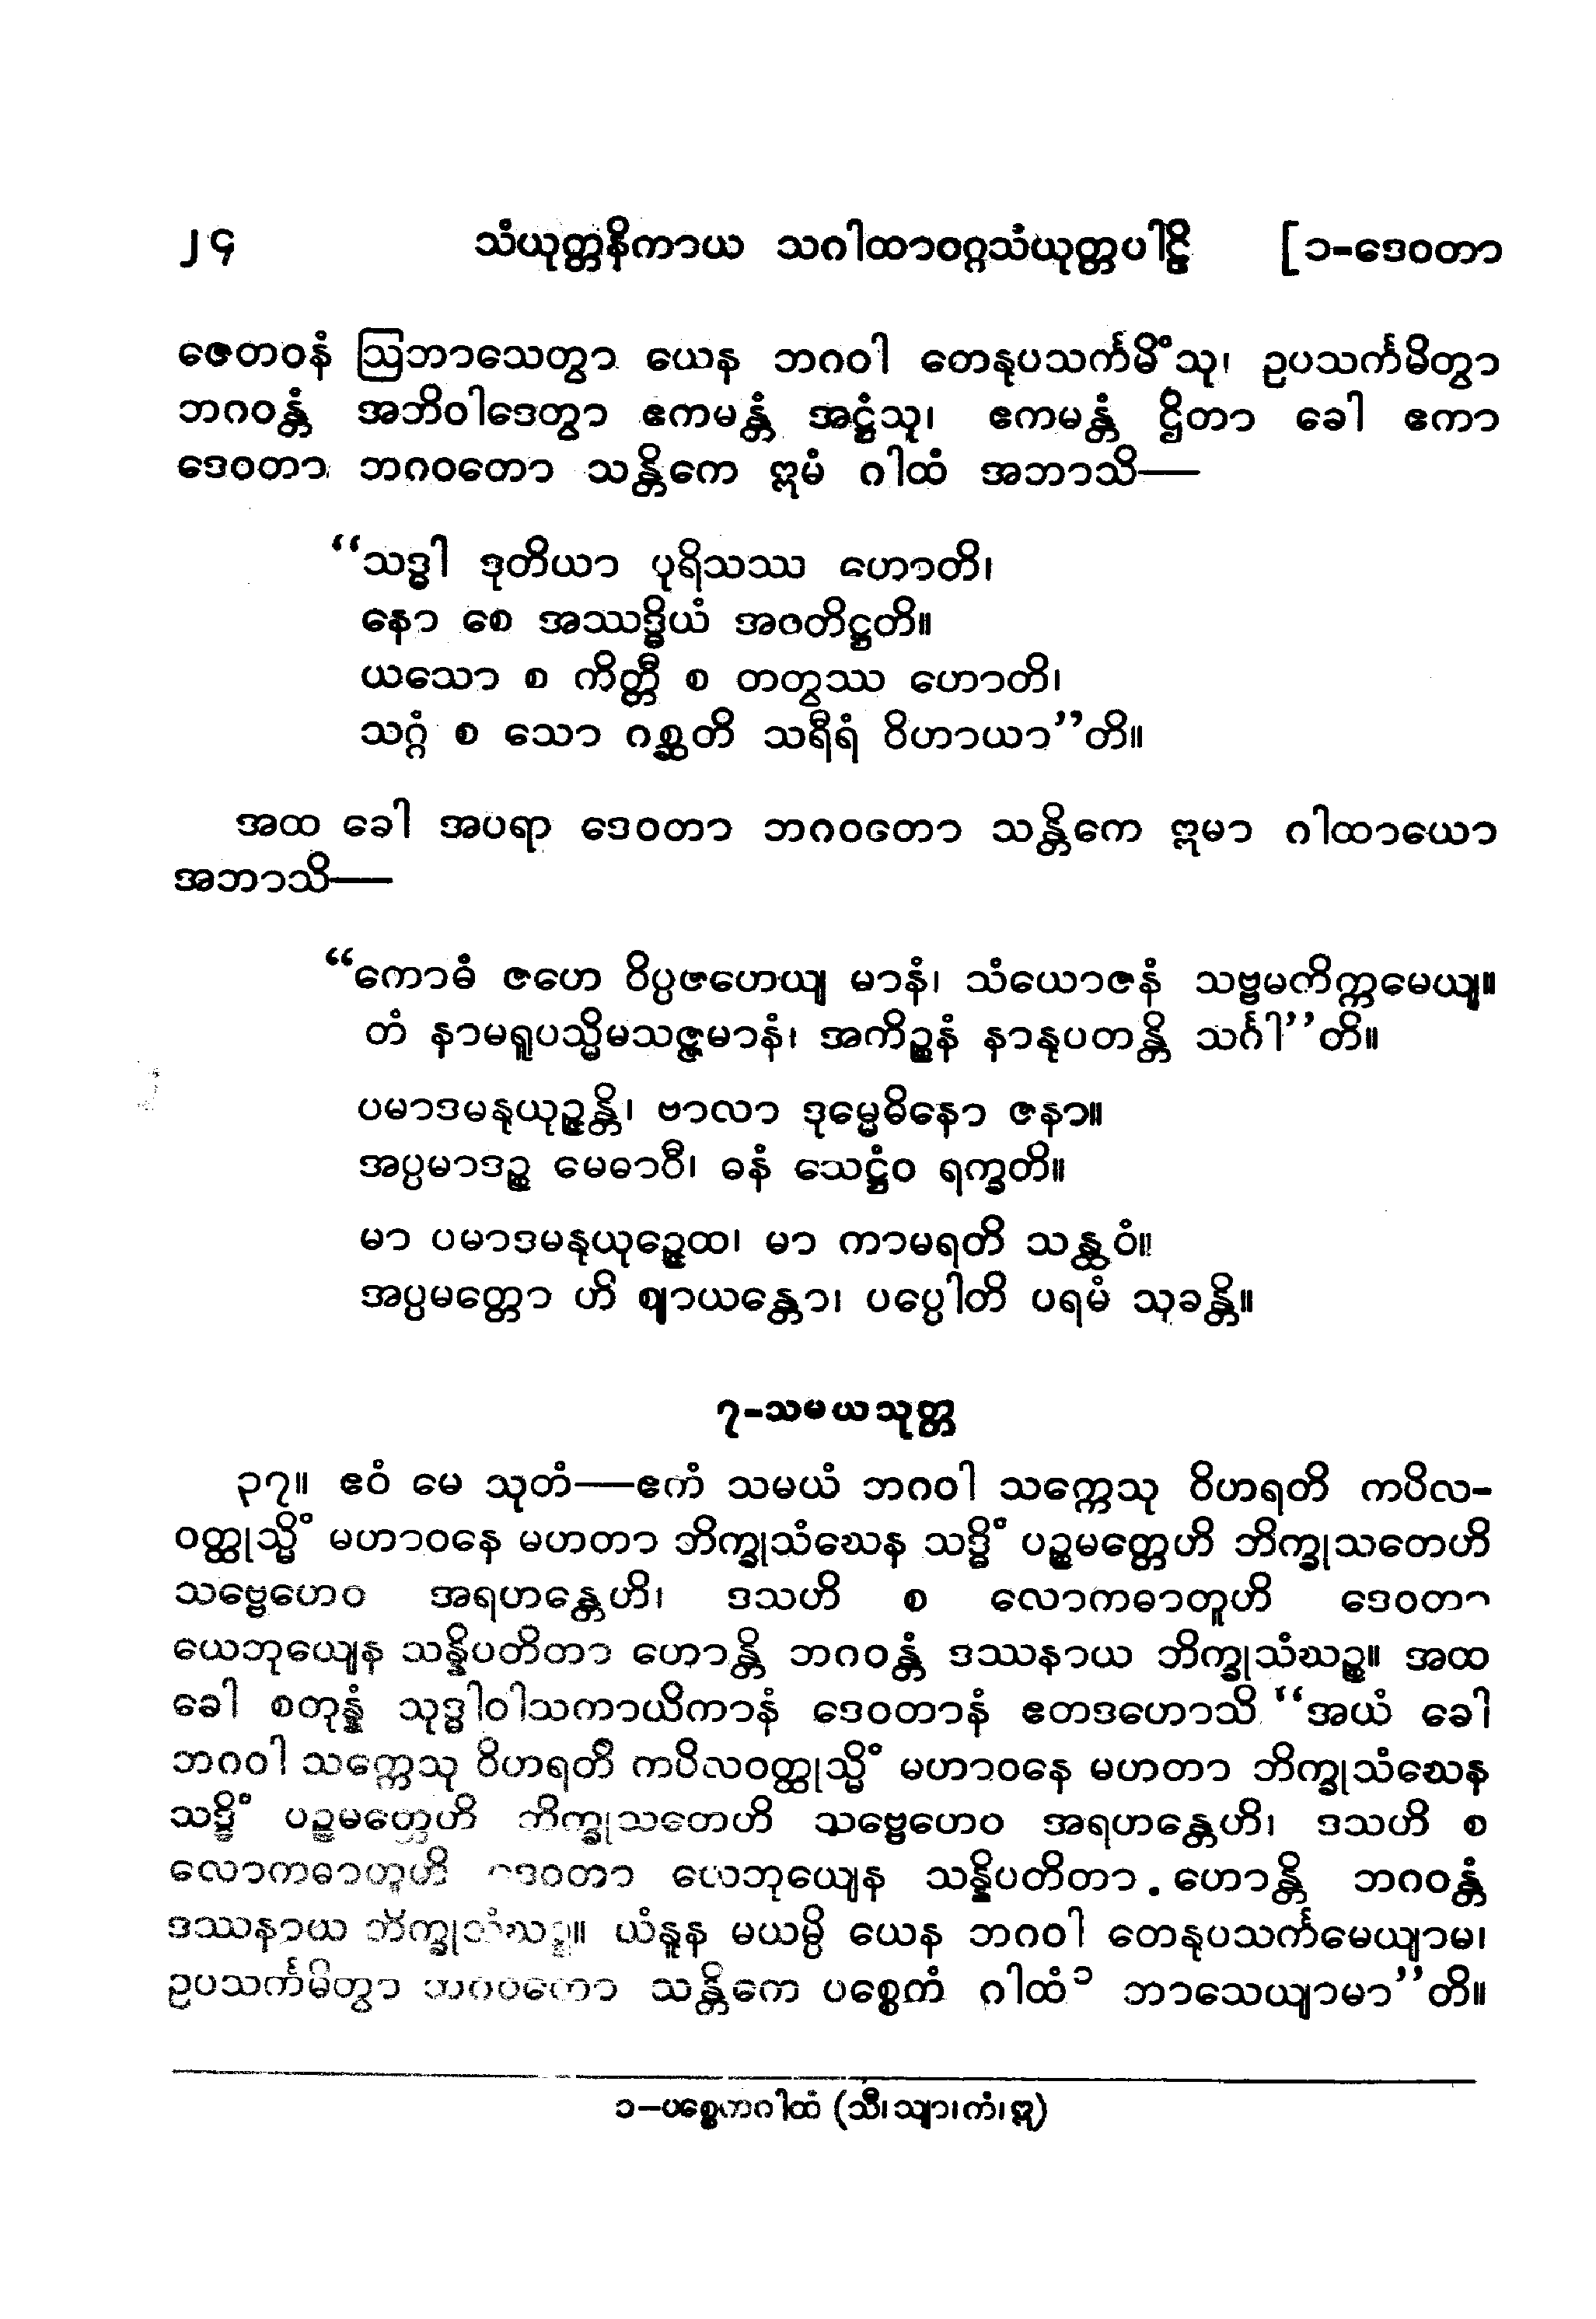 ၂၄ သံယုတ္တနိကာယ သဂါထာဝဂ္ဂသံယုတ္တပါဠိ [၁-ဒေဝတာ
ဇေတဝနံ ဩဘာသေတွာ ယေန ဘဂဝါ တေနုပသင်္ကမိံသု၊ ဥပသင်္ကမိတွာ
ဘဂဝန္တံ အဘိဝါဒေတွာ ဧကမန္တံ အဋ္ဌံသု၊ ဧကမန္တံ ဌိတာ ခေါ ဧကာ
ဒေဝတာ ဘဂဝတော သန္တိကေ ဣမံ ဂါထံ အဘာသိ—
“သဒ္ဓါ ဒုတိယာ ပုရိသဿ ဟောတိ၊
နော စေ အဿဒ္ဓိယံ အဝတိဋ္ဌတိ။
ယသော စ ကိတ္တီ စ တတွဿ ဟောတိ၊
သဂ္ဂံ စ သော ဂစ္ဆတိ သရီရံ ဝိဟာယာ”တိ။
အထ ခေါ အပရာ ဒေဝတာ ဘဂဝတော သန္တိကေ ဣမာ ဂါထာယော
အဘာသိ—
“ကောဓံ ဇဟေ ဝိပ္ပဇဟေယျ မာနံ၊ သံယောဇနံ သဗ္ဗမတိက္ကမေယျ။
တံ နာမရူပသ္မိမသဇ္ဇမာနံ၊ အကိဉ္စနံ နာနုပတန္တိ သင်္ဂါ”တိ။
ပမာဒမနုယုဉ္ဇန္တိ၊ ဗာလာ ဒုမ္မေဓိနော ဇနာ။
အပ္ပမာဒဉ္စ မေဓာဝီ၊ ဓနံ သေဋ္ဌံဝ ရက္ခတိ။
မာ ပမာဒမနုယုဉ္ဇေထ၊ မာ ကာမရတိ သန္ထဝံ။
အပ္ပမတ္တော ဟိ ဈာယန္တော၊ ပပ္ပေါတိ ပရမံ သုခန္တိ။
၇-သမယသုတ္တ
၃၇။ ဧဝံ မေ သုတံ—ဧကံ သမယံ ဘဂဝါ သက္ကေသု ဝိဟရတိ ကပိလ-
ဝတ္ထုသ္မိံ မဟာဝနေ မဟတာ ဘိက္ခုသံဃေန သဒ္ဓိံ ပဉ္စမတ္တေဟိ ဘိက္ခုသတေဟိ
သဗ္ဗေဟေဝ အရဟန္တေဟိ၊ ဒသဟိ စ လောကဓာတူဟိ ဒေဝတာ
ယေဘုယျေန သန္နိပတိတာ ဟောန္တိ ဘဂဝန္တံ ဒဿနာယ ဘိက္ခုသံဃဉ္စ။ အထ
ခေါ စတုန္နံ သုဒ္ဓါဝါသကာယိကာနံ ဒေဝတာနံ ဧတဒဟောသိ “အယံ ခေါ
ဘဂဝါ သက္ကေသု ဝိဟရတိ ကပိလဝတ္ထုသ္မိံ မဟာဝနေ မဟတာ ဘိက္ခုသံဃေန
သဒ္ဓိံ ပဉ္စမတ္တေဟိ ဘိက္ခုသတေဟိ သဗ္ဗေဟေဝ အရဟန္တေဟိ၊ ဒသဟိ စ
လောကဓာတူဟိ ဒေဝတာ ယေဘုယျေန သန္နိပတိတာ ဟောန္တိ ဘဂဝန္တံ
ဒဿနာယ ဘိက္ခုသံဃဉ္စ။ ယံနူန မယမ္ပိ ယေန ဘဂဝါ တေနုပသင်္ကမေယျာမ၊
ဥပသင်္ကမိတွာ ဘဂဝတော သန္တိကေ ပစ္စေကံ ဂါထံ၁ ဘာသေယျာမာ”တိ။
၁—ပစ္စေကဂါထံ (သီ၊ သျာ၊ ကံ၊ ဣ)